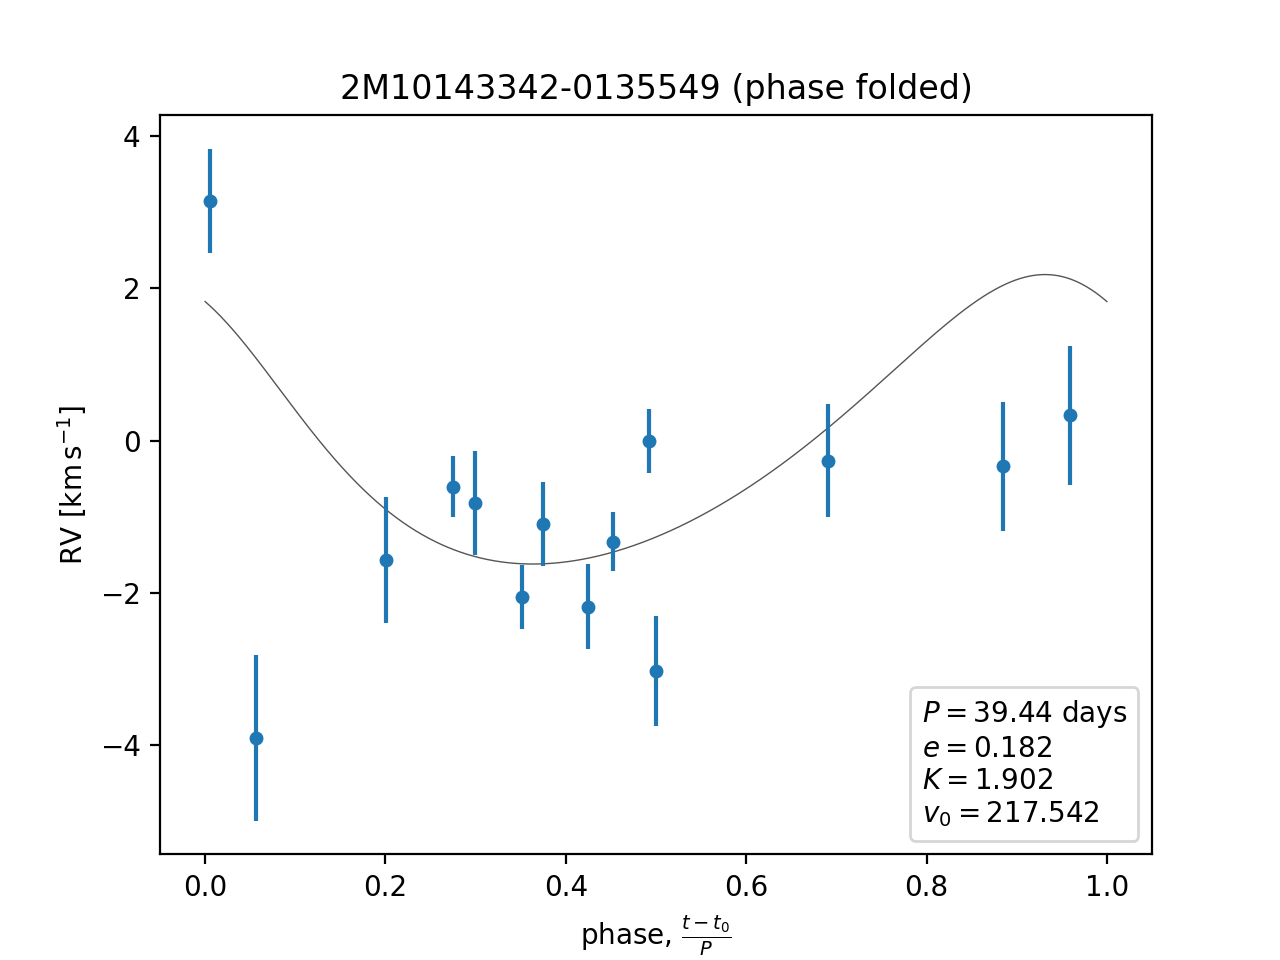 2M10143342-0135549 (phase folded)
RV [km s⁻¹]
4
2
0
−2
−4
P = 39.44 days
e = 0.182
K = 1.902
v₀ = 217.542
0.0 0.2 0.4 0.6 0.8 1.0
phase, (t − t₀)/P